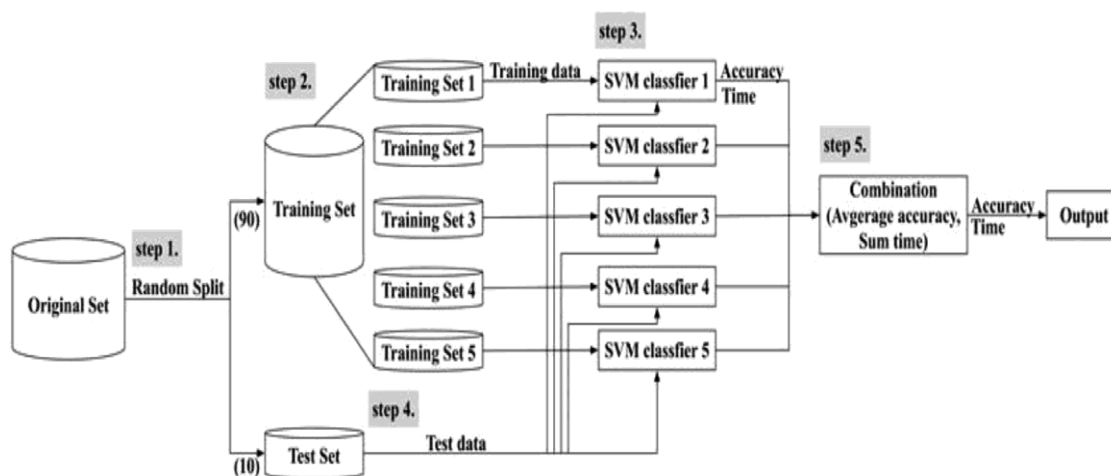 step 1.
Original Set
Random Split
(90)
(10)
step 2.
Training Set
Training Set 1
Training Set 2
Training Set 3
Training Set 4
Training Set 5
Training data
step 3.
SVM classfier 1
SVM classfier 2
SVM classfier 3
SVM classfier 4
SVM classfier 5
Accuracy
Time
step 4.
Test Set
Test data
step 5.
Combination
(Avgerage accuracy,
Sum time)
Accuracy
Time
Output